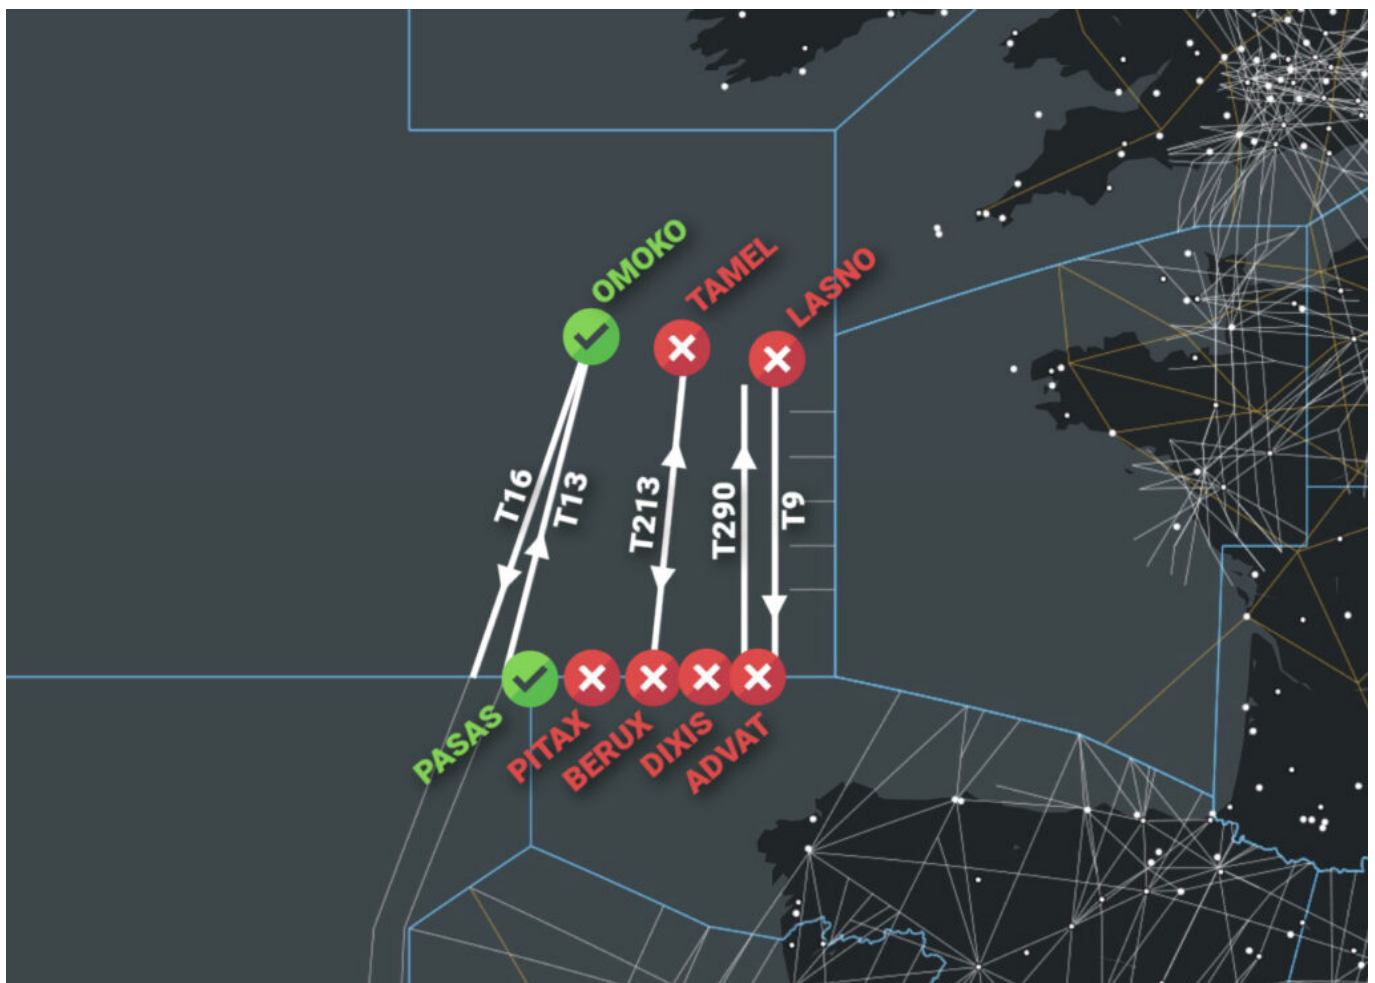 OMOKO
TAMEL
LASNO
T16
T13
T213
T290
T9
PASAS
PITAX
BERUX
DIXIS
ADVAT